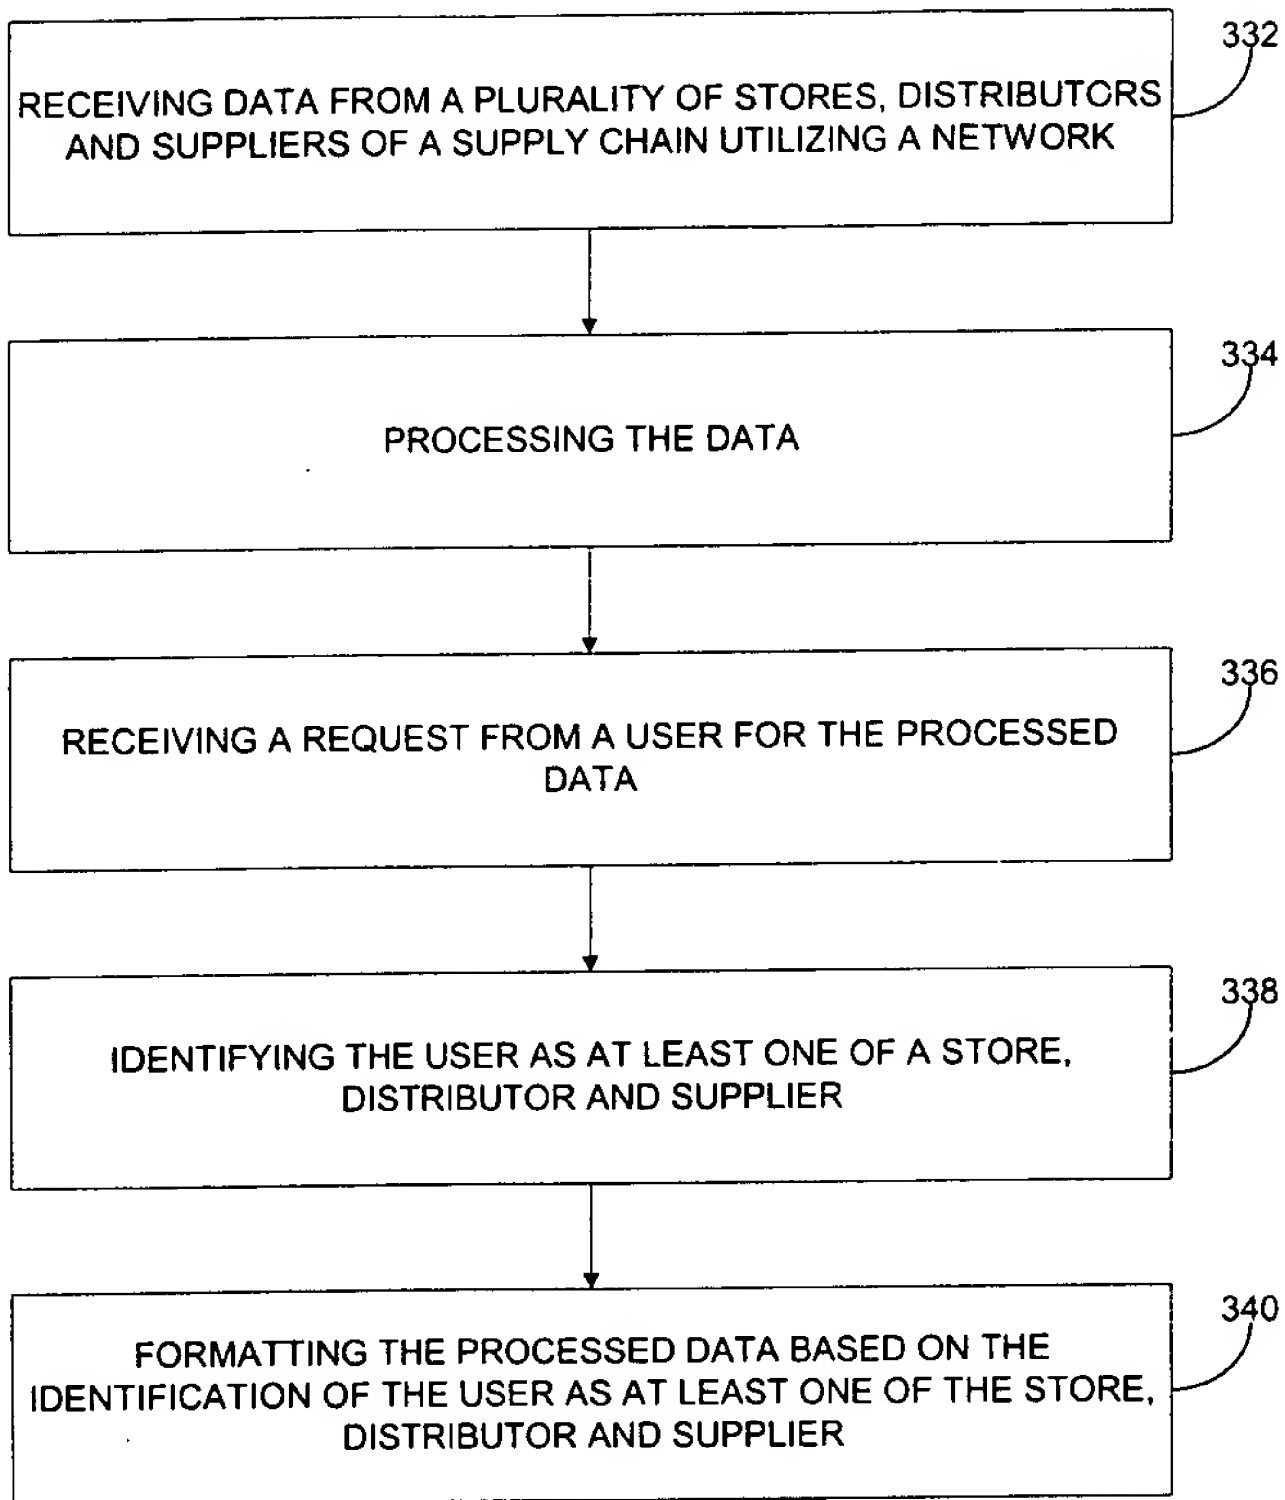 332
RECEIVING DATA FROM A PLURALITY OF STORES, DISTRIBUTORS
AND SUPPLIERS OF A SUPPLY CHAIN UTILIZING A NETWORK
334
PROCESSING THE DATA
336
RECEIVING A REQUEST FROM A USER FOR THE PROCESSED
DATA
338
IDENTIFYING THE USER AS AT LEAST ONE OF A STORE,
DISTRIBUTOR AND SUPPLIER
340
FORMATTING THE PROCESSED DATA BASED ON THE
IDENTIFICATION OF THE USER AS AT LEAST ONE OF THE STORE,
DISTRIBUTOR AND SUPPLIER